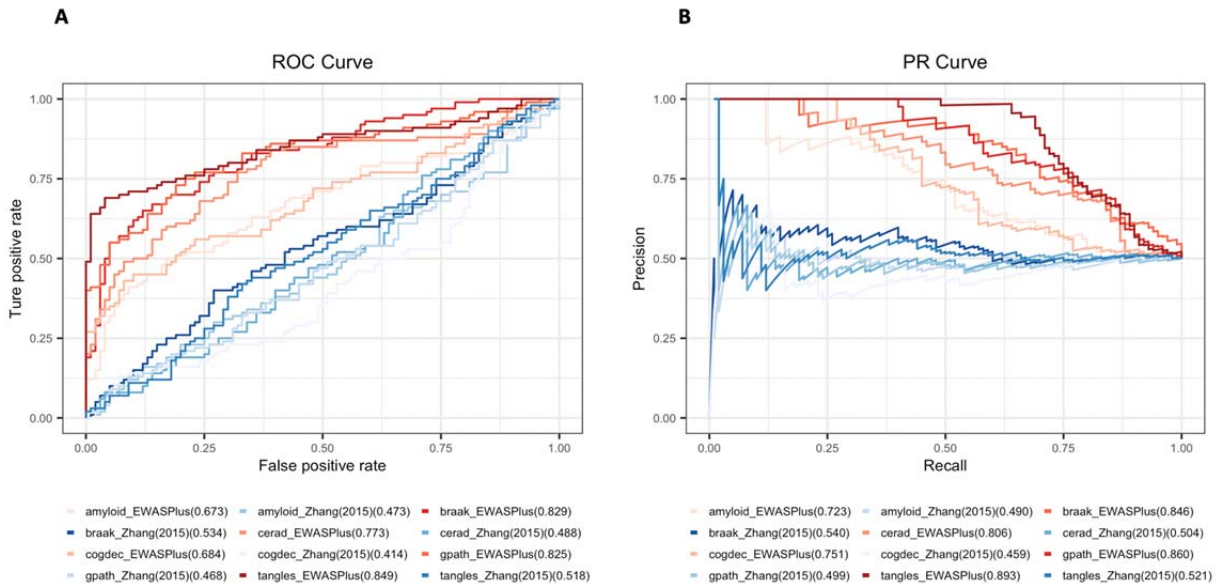 A
B
ROC Curve
PR Curve
Ture positive rate
1.00
0.75
0.50
0.25
0.00
0.00 0.25 0.50 0.75 1.00
False positive rate
Precision
1.00
0.75
0.50
0.25
0.00
0.00 0.25 0.50 0.75 1.00
Recall
amyloid_EWASPlus(0.673) amyloid_Zhang(2015)(0.473) braak_EWASPlus(0.829)
braak_Zhang(2015)(0.534) cerad_EWASPlus(0.773) cerad_Zhang(2015)(0.488)
cogdec_EWASPlus(0.684) cogdec_Zhang(2015)(0.414) gpath_EWASPlus(0.825)
gpath_Zhang(2015)(0.468) tangles_EWASPlus(0.849) tangles_Zhang(2015)(0.518)
amyloid_EWASPlus(0.723) amyloid_Zhang(2015)(0.490) braak_EWASPlus(0.846)
braak_Zhang(2015)(0.540) cerad_EWASPlus(0.806) cerad_Zhang(2015)(0.504)
cogdec_EWASPlus(0.751) cogdec_Zhang(2015)(0.459) gpath_EWASPlus(0.860)
gpath_Zhang(2015)(0.499) tangles_EWASPlus(0.893) tangles_Zhang(2015)(0.521)